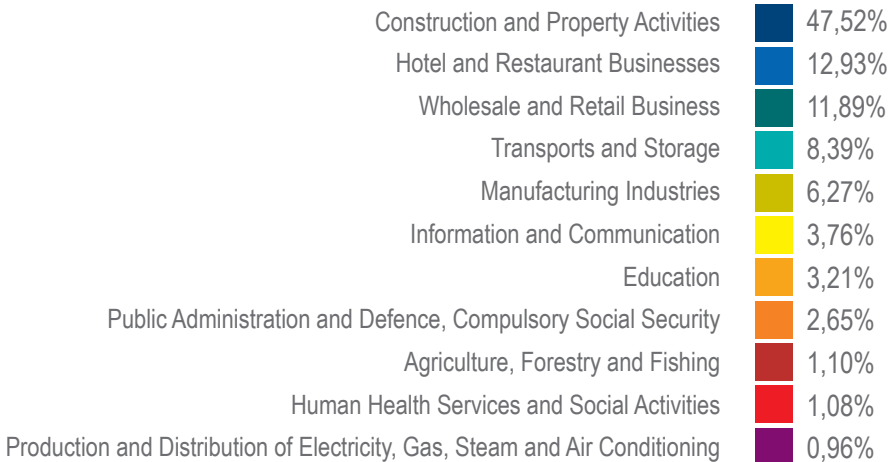 Construction and Property Activities 47,52%
Hotel and Restaurant Businesses 12,93%
Wholesale and Retail Business 11,89%
Transports and Storage 8,39%
Manufacturing Industries 6,27%
Information and Communication 3,76%
Education 3,21%
Public Administration and Defence, Compulsory Social Security 2,65%
Agriculture, Forestry and Fishing 1,10%
Human Health Services and Social Activities 1,08%
Production and Distribution of Electricity, Gas, Steam and Air Conditioning 0,96%